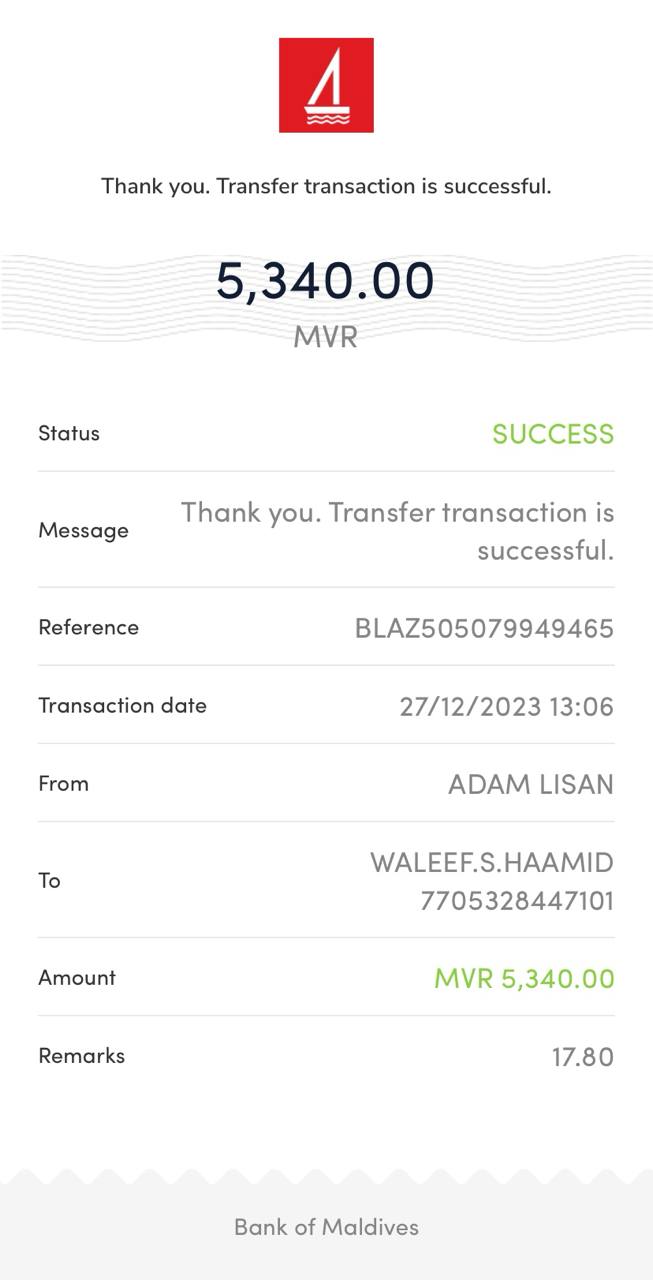 Thank you. Transfer transaction is successful.
5,340.00
MVR
Status
SUCCESS
Message
Thank you. Transfer transaction is
successful.
Reference
BLAZ505079949465
Transaction date
27/12/2023 13:06
From
ADAM LISAN
To
WALEEF.S.HAAMID
7705328447101
Amount
MVR 5,340.00
Remarks
17.80
Bank of Maldives